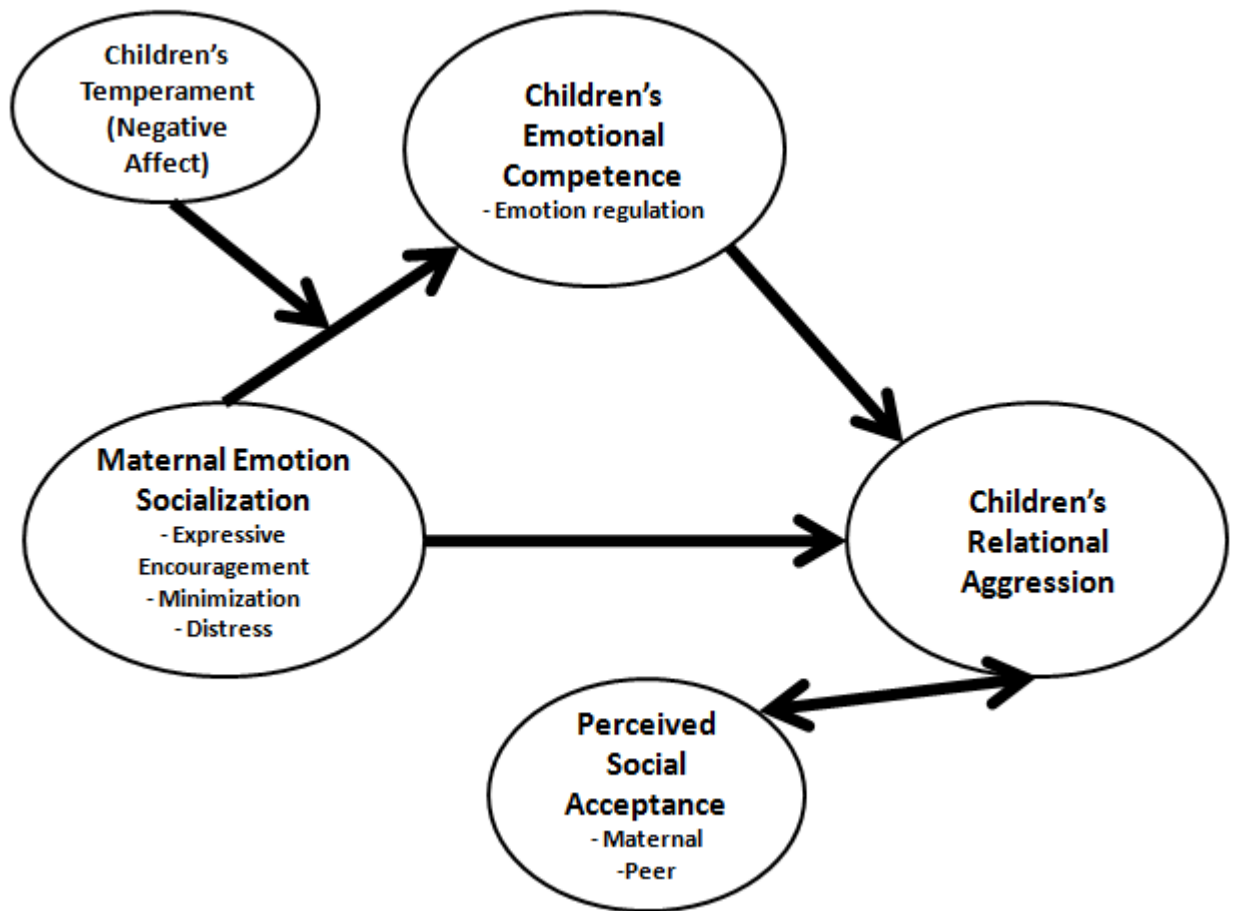 Children’s
Temperament
(Negative
Affect)
Children’s
Emotional
Competence
- Emotion regulation
Maternal Emotion
Socialization
- Expressive
Encouragement
- Minimization
- Distress
Children’s
Relational
Aggression
Perceived
Social
Acceptance
- Maternal
-Peer